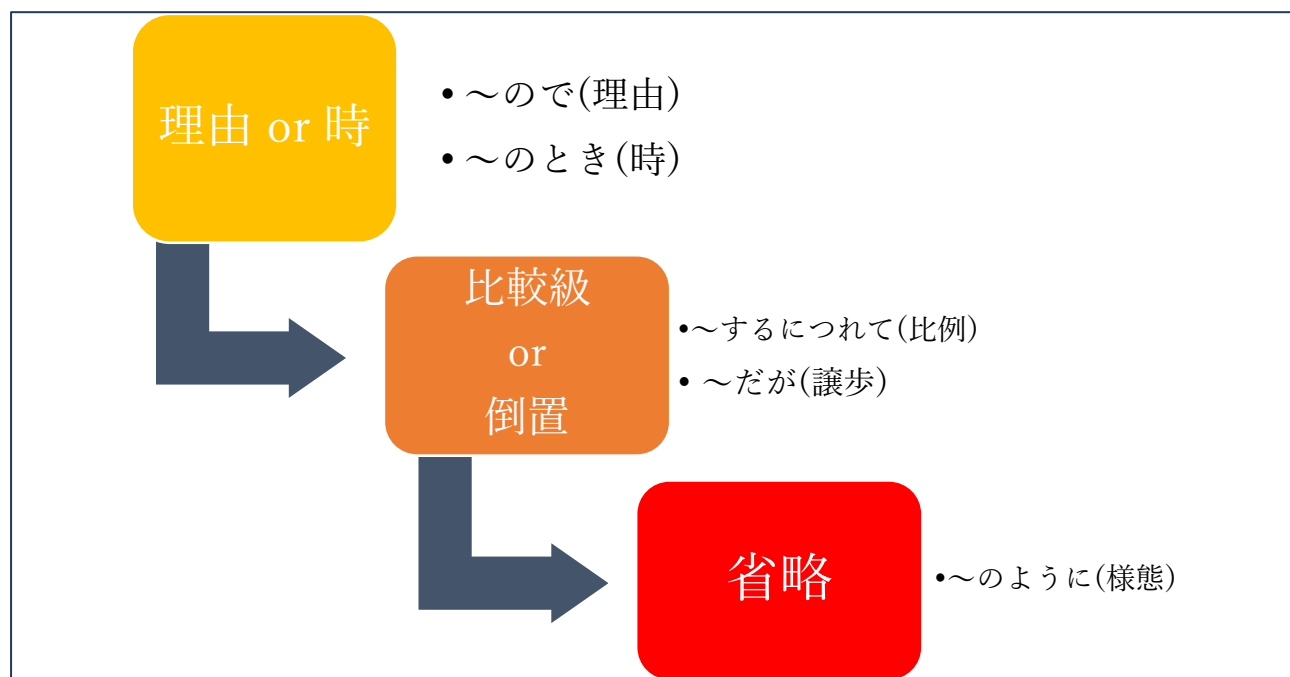 理由 or 時
• ～ので(理由)
• ～のとき(時)
比較級
or
倒置
•～するにつれて(比例)
• ～だが(譲歩)
省略
•～のように(様態)